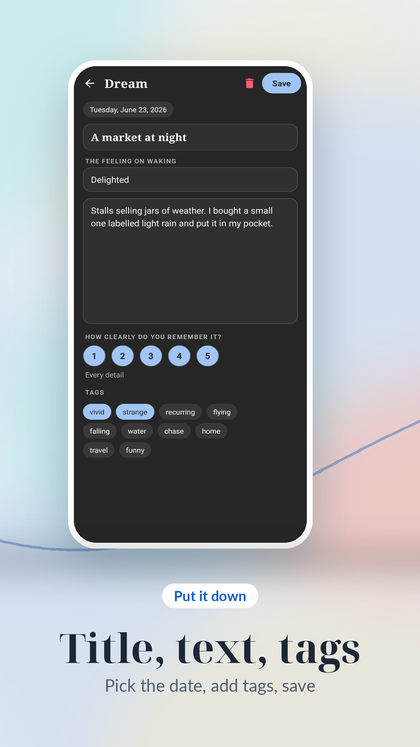 Dream
Save
Tuesday, June 23, 2026
A market at night
THE FEELING ON WAKING
Delighted
Stalls selling jars of weather. I bought a small
one labelled light rain and put it in my pocket.
HOW CLEARLY DO YOU REMEMBER IT?
1 2 3 4 5
Every detail
TAGS
vivid strange recurring flying
falling water chase home
travel funny
Put it down
Title, text, tags
Pick the date, add tags, save